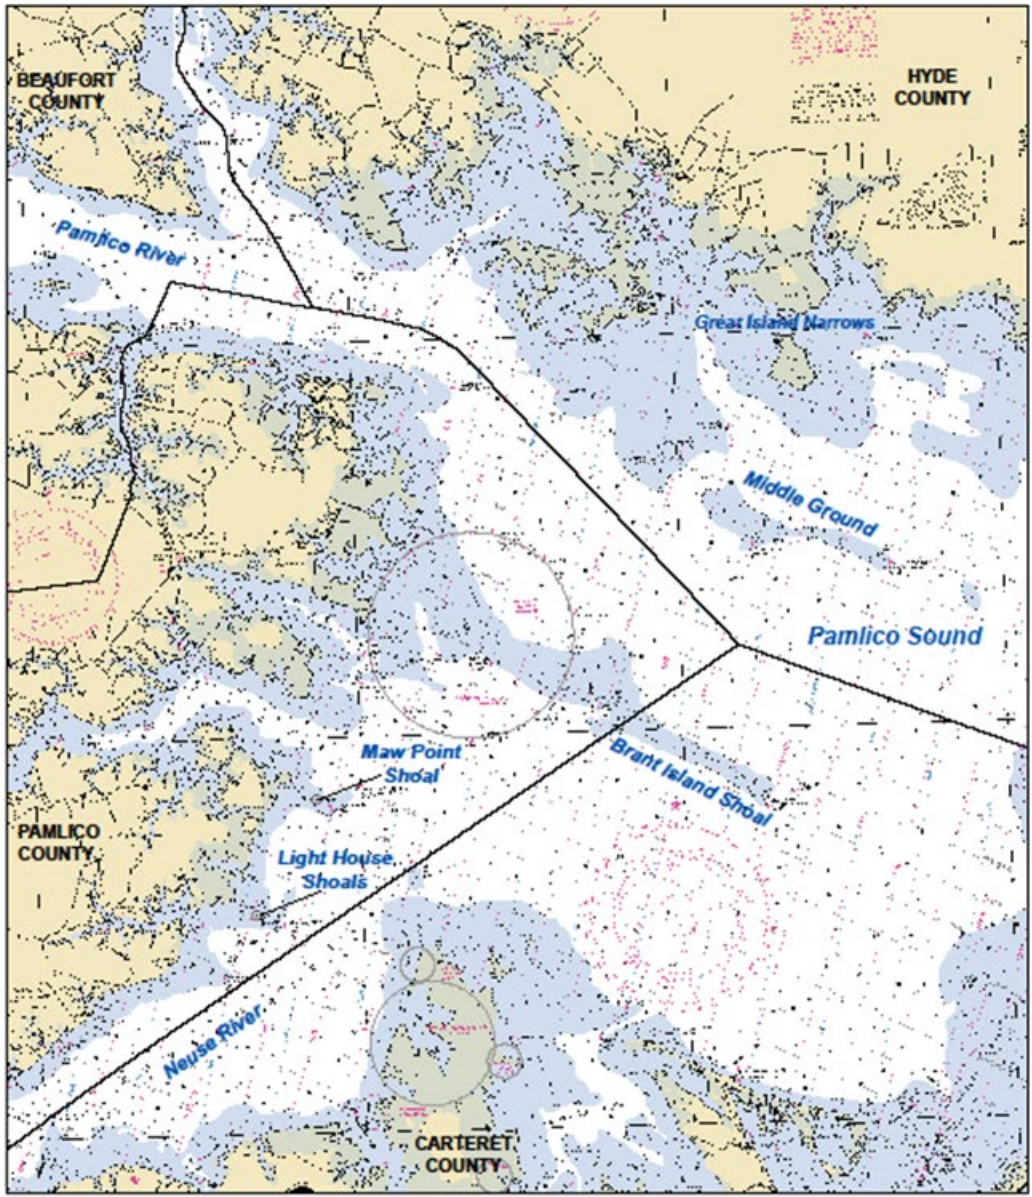 BEAUFORT
COUNTY
HYDE
COUNTY
Pamlico River
Great Island Narrows
Middle Ground
Pamlico Sound
Maw Point
Shoal
Brant Island Shoal
PAMLICO
COUNTY
Light House
Shoals
Neuse River
CARTERET
COUNTY